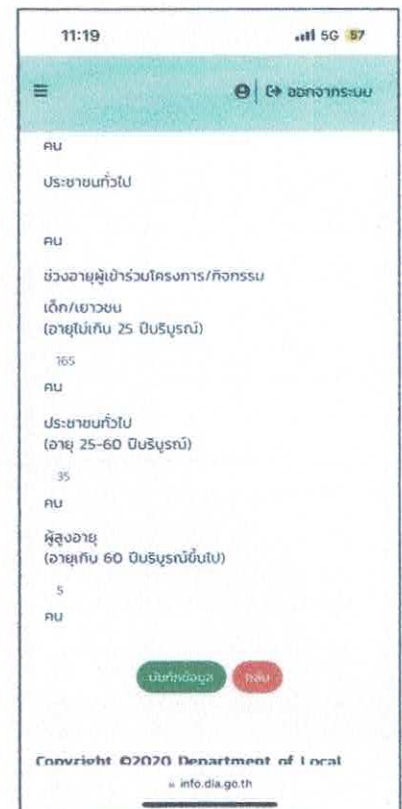 11:19
5G 57
ออกจากระบบ
คน
ประชาชนทั่วไป
คน
ช่วงอายุผู้เข้าร่วมโครงการ/กิจกรรม
เด็ก/เยาวชน
(อายุไม่เกิน 25 ปีบริบูรณ์)
165
คน
ประชาชนทั่วไป
(อายุ 25-60 ปีบริบูรณ์)
35
คน
ผู้สูงอายุ
(อายุเกิน 60 ปีบริบูรณ์ขึ้นไป)
5
คน
บันทึกข้อมูล กลับ
Copyright ©2020 Department of Local
info.dla.go.th